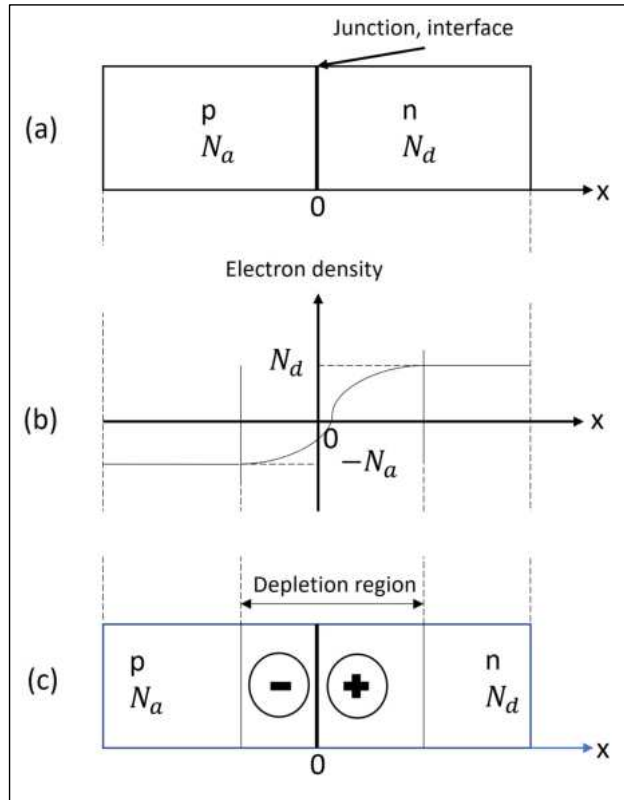 Junction, interface
(a)
p
N_a
n
N_d
x
0
Electron density
N_d
(b)
x
0
−N_a
Depletion region
(c)
p
N_a
−
+
n
N_d
x
0